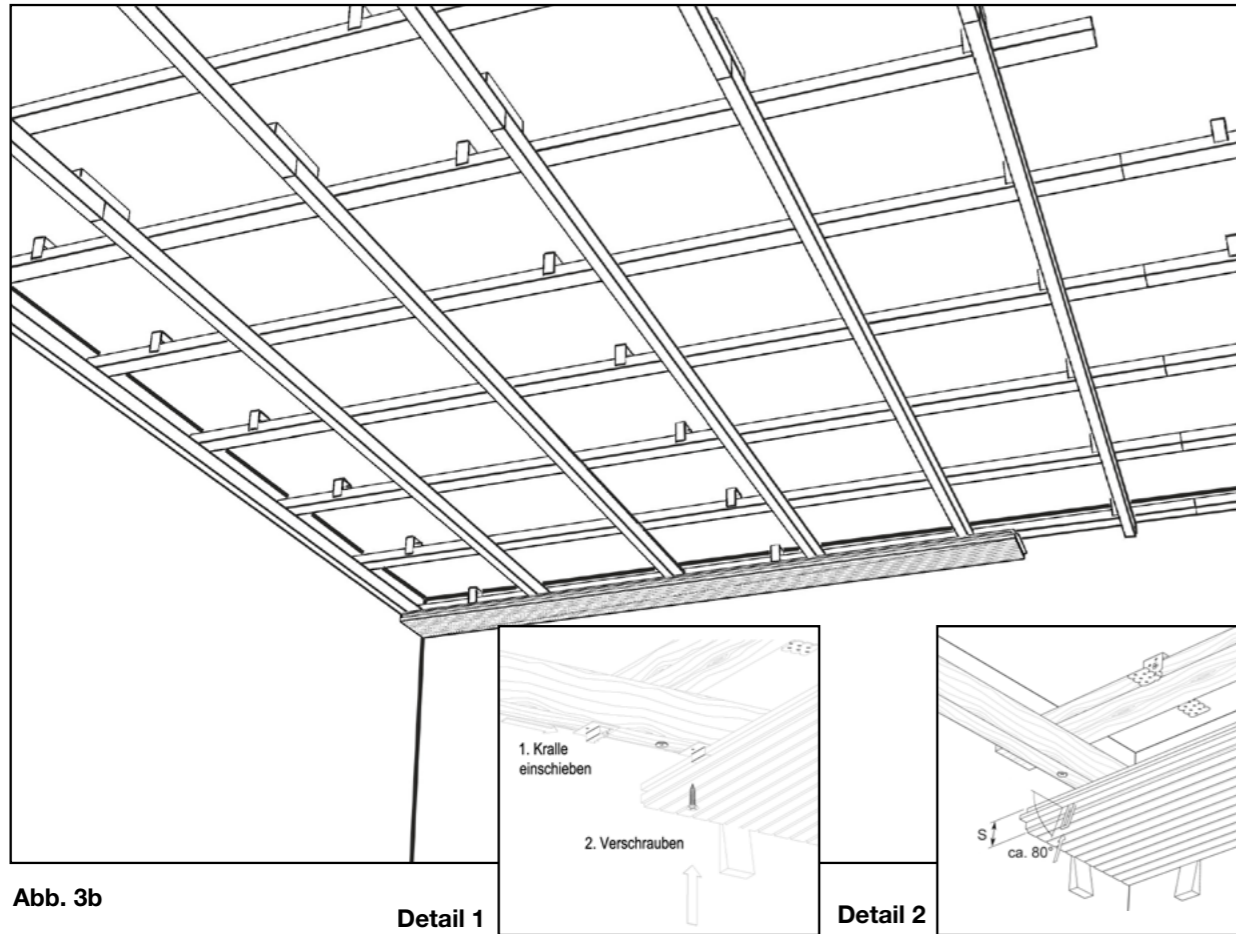 1. Kralle
einschieben
2. Verschrauben
S
ca. 80°
Abb. 3b
Detail 1
Detail 2